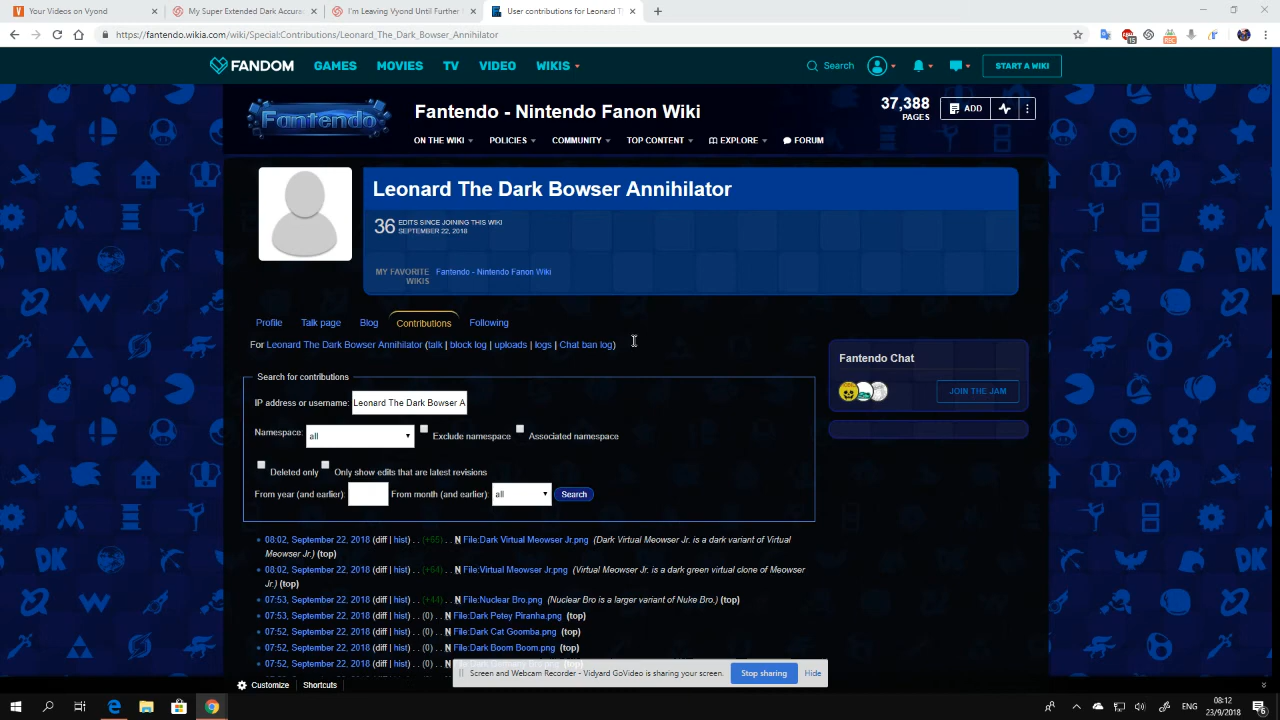 Your Videos on Vyond
My Super Extended Dark Accura
I'm Leaving Vyond Until Further
User contributions for Leonard T
https://fantendo.wikia.com/wiki/Special:Contributions/Leonard_The_Dark_Bowser_Annihilator
FANDOM GAMES MOVIES TV VIDEO WIKIS Search START A WIKI
Fantendo
Fantendo - Nintendo Fanon Wiki
37,388
PAGES
ADD
ON THE WIKI POLICIES COMMUNITY TOP CONTENT EXPLORE FORUM
Leonard The Dark Bowser Annihilator
36 EDITS SINCE JOINING THIS WIKI
SEPTEMBER 22, 2018
MY FAVORITE WIKIS Fantendo - Nintendo Fanon Wiki
Profile Talk page Blog Contributions Following
For Leonard The Dark Bowser Annihilator (talk | block log | uploads | logs | Chat ban log)
Fantendo Chat
JOIN THE JAM
Search for contributions
IP address or username: Leonard The Dark Bowser A
Namespace: all Exclude namespace Associated namespace
Deleted only Only show edits that are latest revisions
From year (and earlier): From month (and earlier): all Search
08:02, September 22, 2018 (diff | hist) . . (+65) . . N File:Dark Virtual Meowser Jr.png (Dark Virtual Meowser Jr. is a dark variant of Virtual
Meowser Jr.) (top)
08:02, September 22, 2018 (diff | hist) . . (+64) . . N File:Virtual Meowser Jr.png (Virtual Meowser Jr. is a dark green virtual clone of Meowser
Jr.) (top)
07:53, September 22, 2018 (diff | hist) . . (+44) . . N File:Nuclear Bro.png (Nuclear Bro is a larger variant of Nuke Bro.) (top)
07:53, September 22, 2018 (diff | hist) . . (0) . . N File:Dark Petey Piranha.png (top)
07:52, September 22, 2018 (diff | hist) . . (0) . . N File:Dark Cat Goomba.png (top)
07:52, September 22, 2018 (diff | hist) . . (0) . . N File:Dark Boom Boom.png (top)
07:52, September 22, 2018 (diff | hist) . . (0) . .
Screen and Webcam Recorder - Vidyard GoVideo is sharing your screen. Stop sharing Hide
Customize Shortcuts
ENG
08:12
23/9/2018